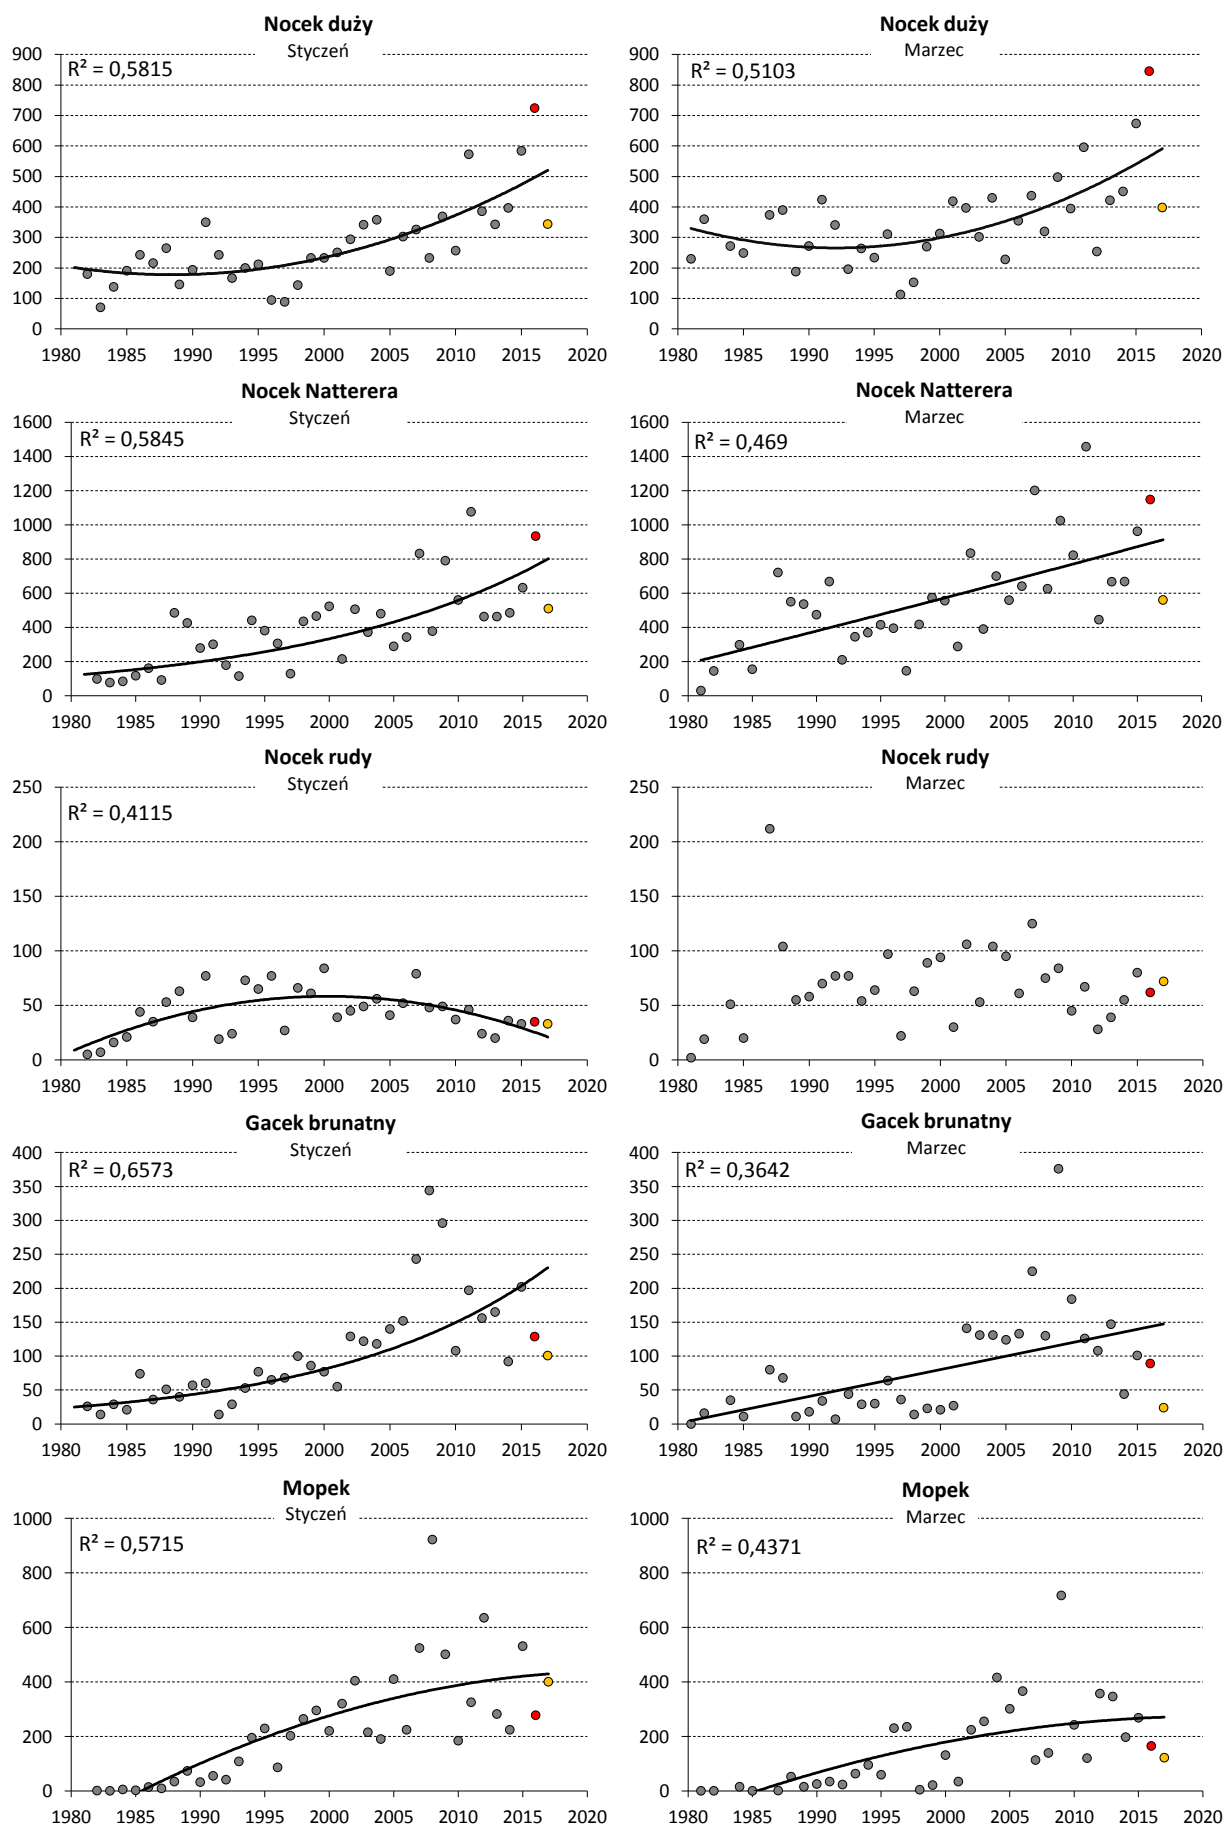 Nocek duży
Styczeń
R² = 0,5815
900
800
700
600
500
400
300
200
100
0
1980 1985 1990 1995 2000 2005 2010 2015 2020
Nocek duży
Marzec
R² = 0,5103
900
800
700
600
500
400
300
200
100
0
1980 1985 1990 1995 2000 2005 2010 2015 2020
Nocek Natterera
Styczeń
R² = 0,5845
1600
1400
1200
1000
800
600
400
200
0
1980 1985 1990 1995 2000 2005 2010 2015 2020
Nocek Natterera
Marzec
R² = 0,469
1600
1400
1200
1000
800
600
400
200
0
1980 1985 1990 1995 2000 2005 2010 2015 2020
Nocek rudy
Styczeń
R² = 0,4115
250
200
150
100
50
0
1980 1985 1990 1995 2000 2005 2010 2015 2020
Nocek rudy
Marzec
250
200
150
100
50
0
1980 1985 1990 1995 2000 2005 2010 2015 2020
Gacek brunatny
Styczeń
R² = 0,6573
400
350
300
250
200
150
100
50
0
1980 1985 1990 1995 2000 2005 2010 2015 2020
Gacek brunatny
Marzec
R² = 0,3642
400
350
300
250
200
150
100
50
0
1980 1985 1990 1995 2000 2005 2010 2015 2020
Mopek
Styczeń
R² = 0,5715
1000
800
600
400
200
0
1980 1985 1990 1995 2000 2005 2010 2015 2020
Mopek
Marzec
R² = 0,4371
1000
800
600
400
200
0
1980 1985 1990 1995 2000 2005 2010 2015 2020